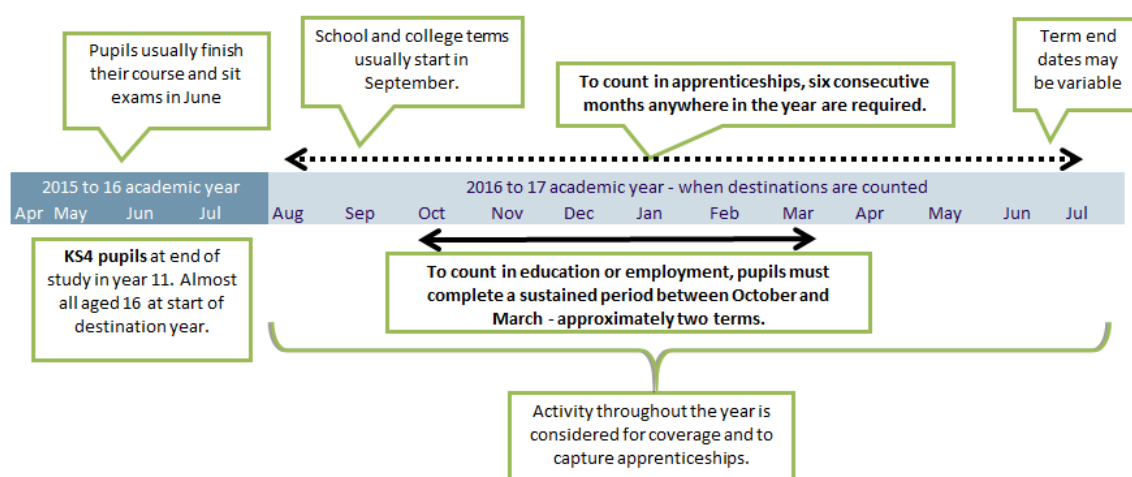 Pupils usually finish
their course and sit
exams in June
School and college terms
usually start in
September.
To count in apprenticeships, six consecutive
months anywhere in the year are required.
Term end
dates may
be variable
2015 to 16 academic year
Apr May Jun Jul
2016 to 17 academic year - when destinations are counted
Aug Sep Oct Nov Dec Jan Feb Mar Apr May Jun Jul
KS4 pupils at end of
study in year 11. Almost
all aged 16 at start of
destination year.
To count in education or employment, pupils must
complete a sustained period between October and
March - approximately two terms.
Activity throughout the year is
considered for coverage and to
capture apprenticeships.